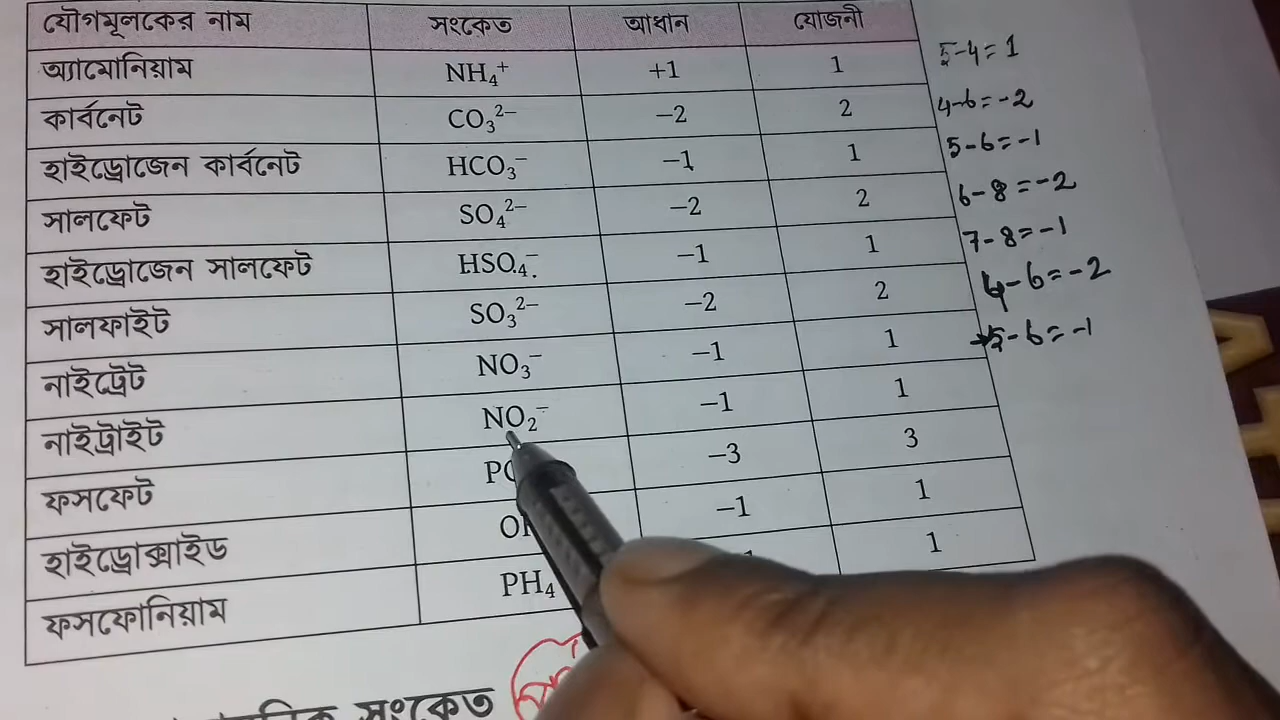 যৌগমূলকের নাম সংকেত আধান যোজনী
অ্যামোনিয়াম NH₄⁺ +1 1 5-4=1
কার্বনেট CO₃²⁻ −2 2 4-6=-2
হাইড্রোজেন কার্বনেট HCO₃⁻ −1 1 5-6=-1
সালফেট SO₄²⁻ −2 2 6-8=-2
হাইড্রোজেন সালফেট HSO₄⁻ −1 1 7-8=-1
সালফাইট SO₃²⁻ −2 2 4-6=-2
নাইট্রেট NO₃⁻ −1 1 5-6=-1
নাইট্রাইট NO₂⁻ −1 1
ফসফেট −3 3
হাইড্রোক্সাইড −1 1
ফসফোনিয়াম PH₄ 1
সংকেত